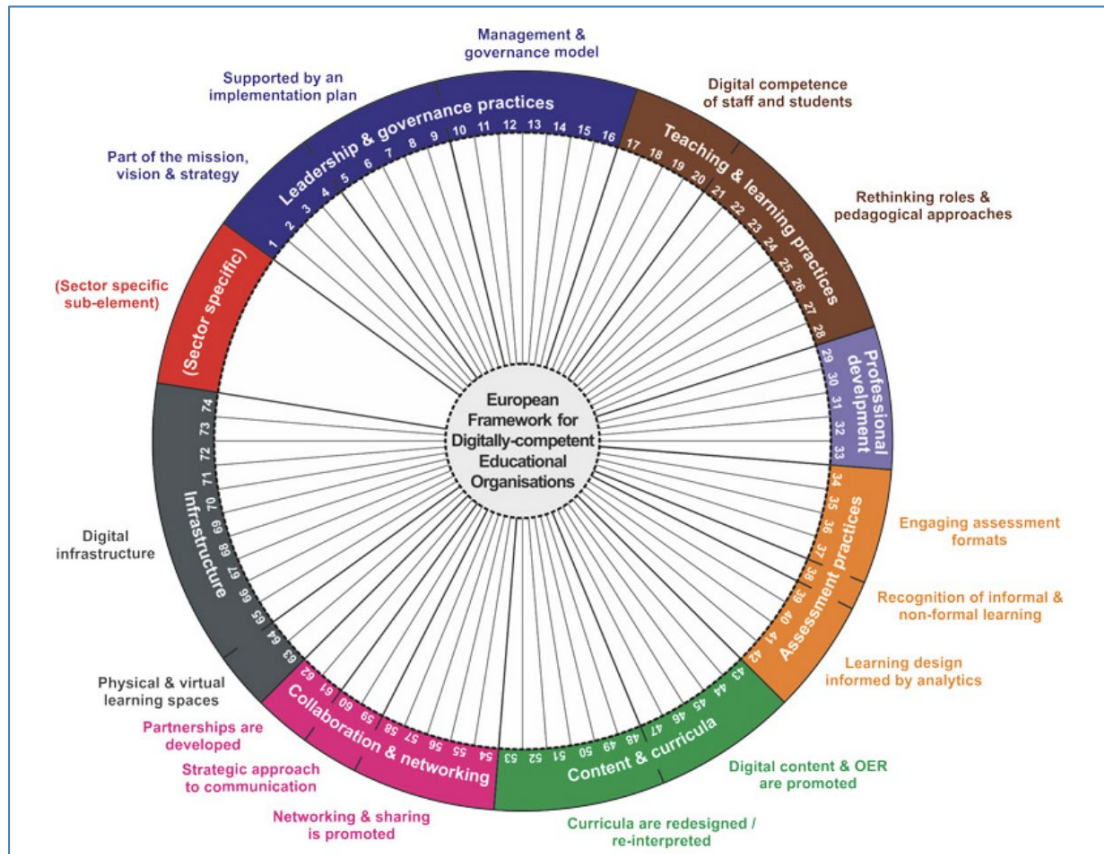 Management &
governance model
Supported by an
implementation plan
Part of the mission,
vision & strategy
Leadership & governance practices
1 2 3 4 5 6 7 8 9 10 11 12 13 14 15 16
Digital competence
of staff and students
Rethinking roles &
pedagogical approaches
Teaching & learning practices
17 18 19 20 21 22 23 24 25 26 27 28
Professional
develpment
29 30 31 32 33
Engaging assessment
formats
Recognition of informal &
non-formal learning
Learning design
informed by analytics
Assessment practices
34 35 36 37 38 39 40 41 42
Digital content & OER
are promoted
Curricula are redesigned /
re-interpreted
Content & curricula
43 44 45 46 47 48 49 50 51 52 53
Networking & sharing
is promoted
Strategic approach
to communication
Partnerships are
developed
Collaboration & networking
54 55 56 57 58 59 60 61 62
Physical & virtual
learning spaces
Digital
infrastructure
Infrastructure
63 64 65 66 67 68 69 70 71 72 73 74
(Sector specific
sub-element)
(Sector specific)
European
Framework for
Digitally-competent
Educational
Organisations